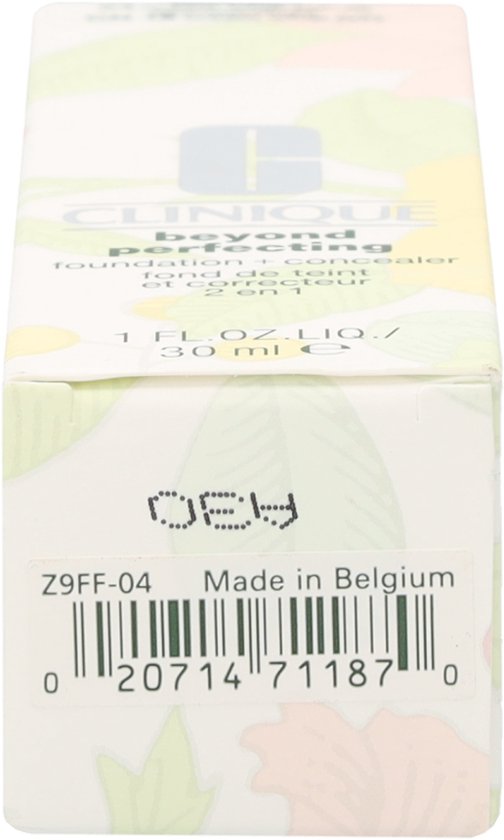 CLINIQUE
beyond
perfecting
foundation + concealer
fond de teint
et correcteur
2 en 1
1 FL.OZ.LIQ./
30 ml ℮
Z9FF-04 Made in Belgium
0 20714 71187 0